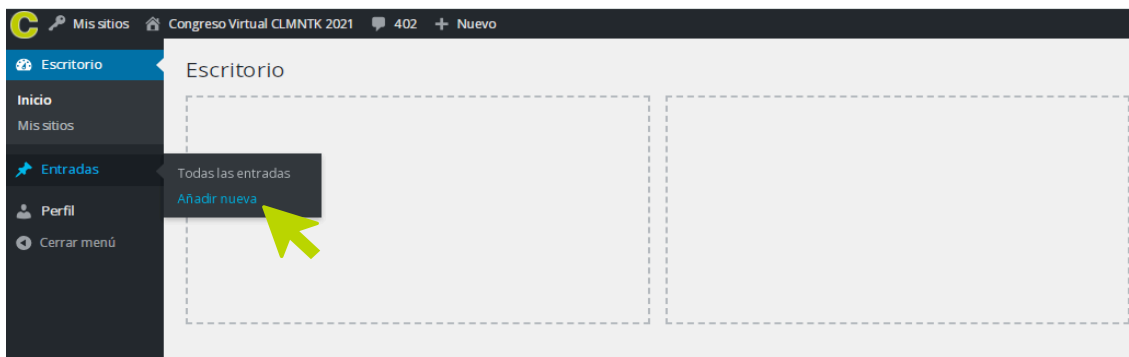 C Mis sitios Congreso Virtual CLMNTK 2021 402 + Nuevo
Escritorio
Inicio
Mis sitios
Entradas
Perfil
Cerrar menú
Todas las entradas
Añadir nueva
Escritorio